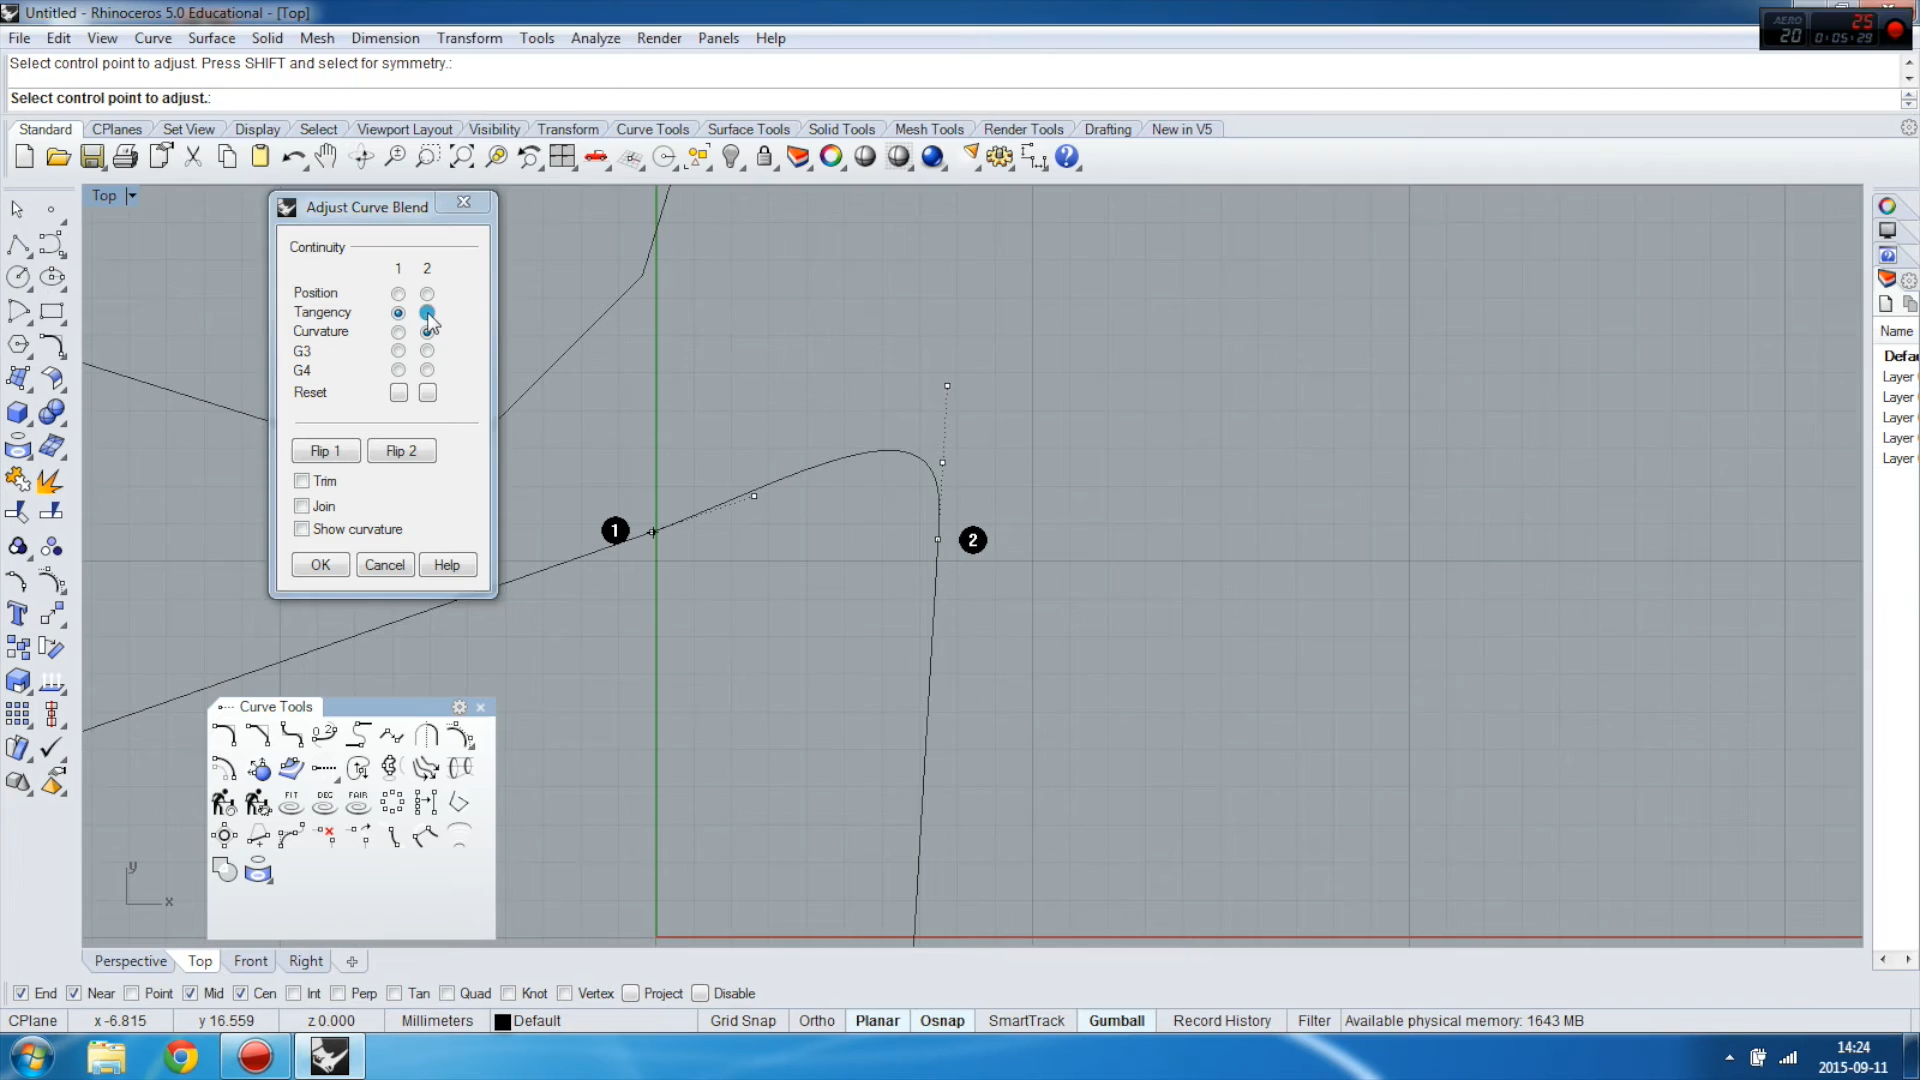 Untitled - Rhinoceros 5.0 Educational - [Top]
AERO 20 25 0:05:29
File Edit View Curve Surface Solid Mesh Dimension Transform Tools Analyze Render Panels Help
Select control point to adjust. Press SHIFT and select for symmetry.:
Select control point to adjust.:
Standard CPlanes Set View Display Select Viewport Layout Visibility Transform Curve Tools Surface Tools Solid Tools Mesh Tools Render Tools Drafting New in V5
Top
Adjust Curve Blend
Continuity
1 2
Position
Tangency
Curvature
G3
G4
Reset
Flip 1 Flip 2
Trim
Join
Show curvature
OK Cancel Help
1
2
Name
Defau
Layer
Layer
Layer
Layer
Layer
Curve Tools
FIT DEG FAIR
y
x
Perspective Top Front Right
End Near Point Mid Cen Int Perp Tan Quad Knot Vertex Project Disable
CPlane x -6.815 y 16.559 z 0.000 Millimeters Default Grid Snap Ortho Planar Osnap SmartTrack Gumball Record History Filter Available physical memory: 1643 MB
14:24
2015-09-11